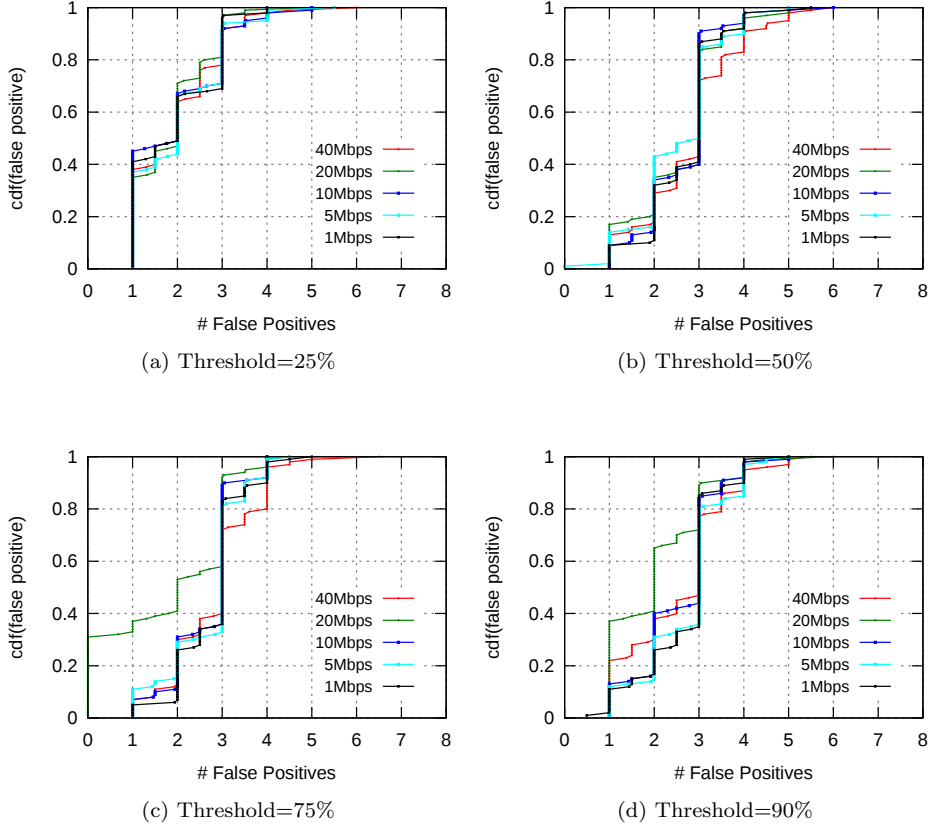 1
0.8
0.6
0.4
0.2
0
cdf(false positive)
40Mbps
20Mbps
10Mbps
5Mbps
1Mbps
0 1 2 3 4 5 6 7 8
# False Positives
(a) Threshold=25%
1
0.8
0.6
0.4
0.2
0
cdf(false positive)
40Mbps
20Mbps
10Mbps
5Mbps
1Mbps
0 1 2 3 4 5 6 7 8
# False Positives
(b) Threshold=50%
1
0.8
0.6
0.4
0.2
0
cdf(false positive)
40Mbps
20Mbps
10Mbps
5Mbps
1Mbps
0 1 2 3 4 5 6 7 8
# False Positives
(c) Threshold=75%
1
0.8
0.6
0.4
0.2
0
cdf(false positive)
40Mbps
20Mbps
10Mbps
5Mbps
1Mbps
0 1 2 3 4 5 6 7 8
# False Positives
(d) Threshold=90%